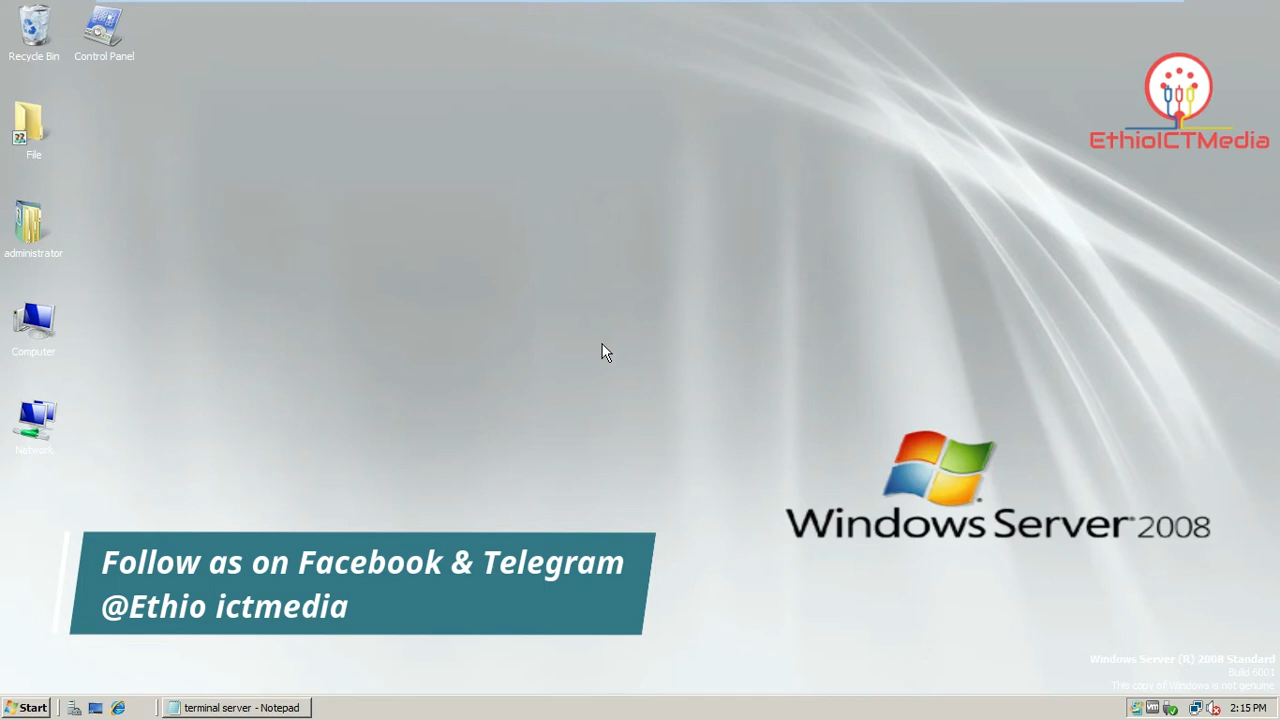 Recycle Bin
Control Panel
EthioICTMedia
File
administrator
Computer
Network
Windows Server 2008
Follow as on Facebook & Telegram
@Ethio ictmedia
Windows Server (R) 2008 Standard
Build 6001
This copy of Windows is not genuine
Start
terminal server - Notepad
2:15 PM